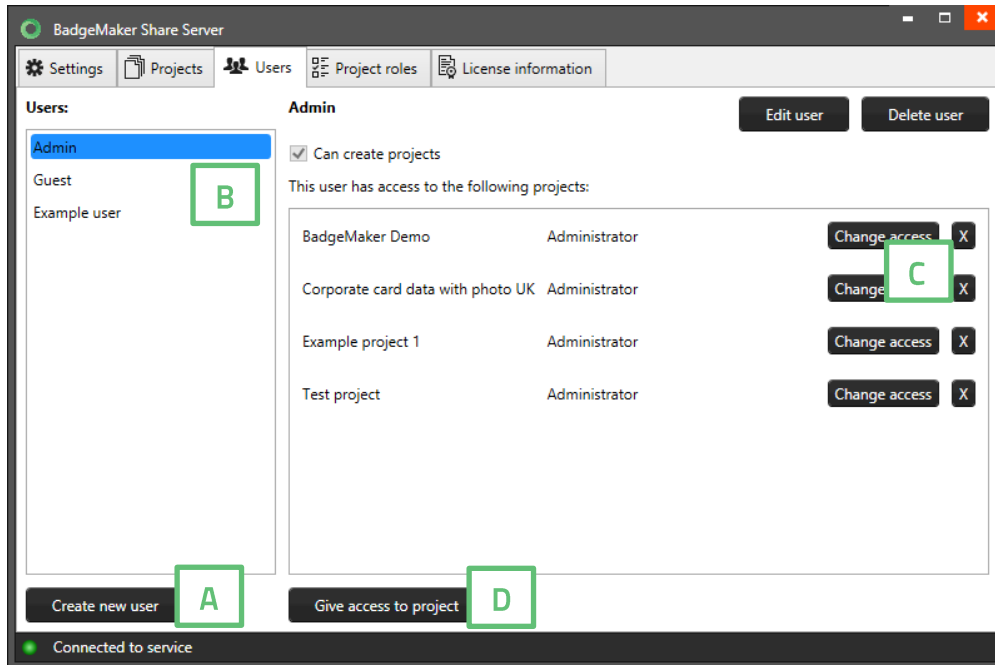 BadgeMaker Share Server
Settings Projects Users Project roles License information
Users:
Admin
Guest
Example user
B
Create new user
A
Admin
Edit user Delete user
Can create projects
This user has access to the following projects:
BadgeMaker Demo Administrator Change access X
Corporate card data with photo UK Administrator Change X
C
Example project 1 Administrator Change access X
Test project Administrator Change access X
Give access to project
D
Connected to service